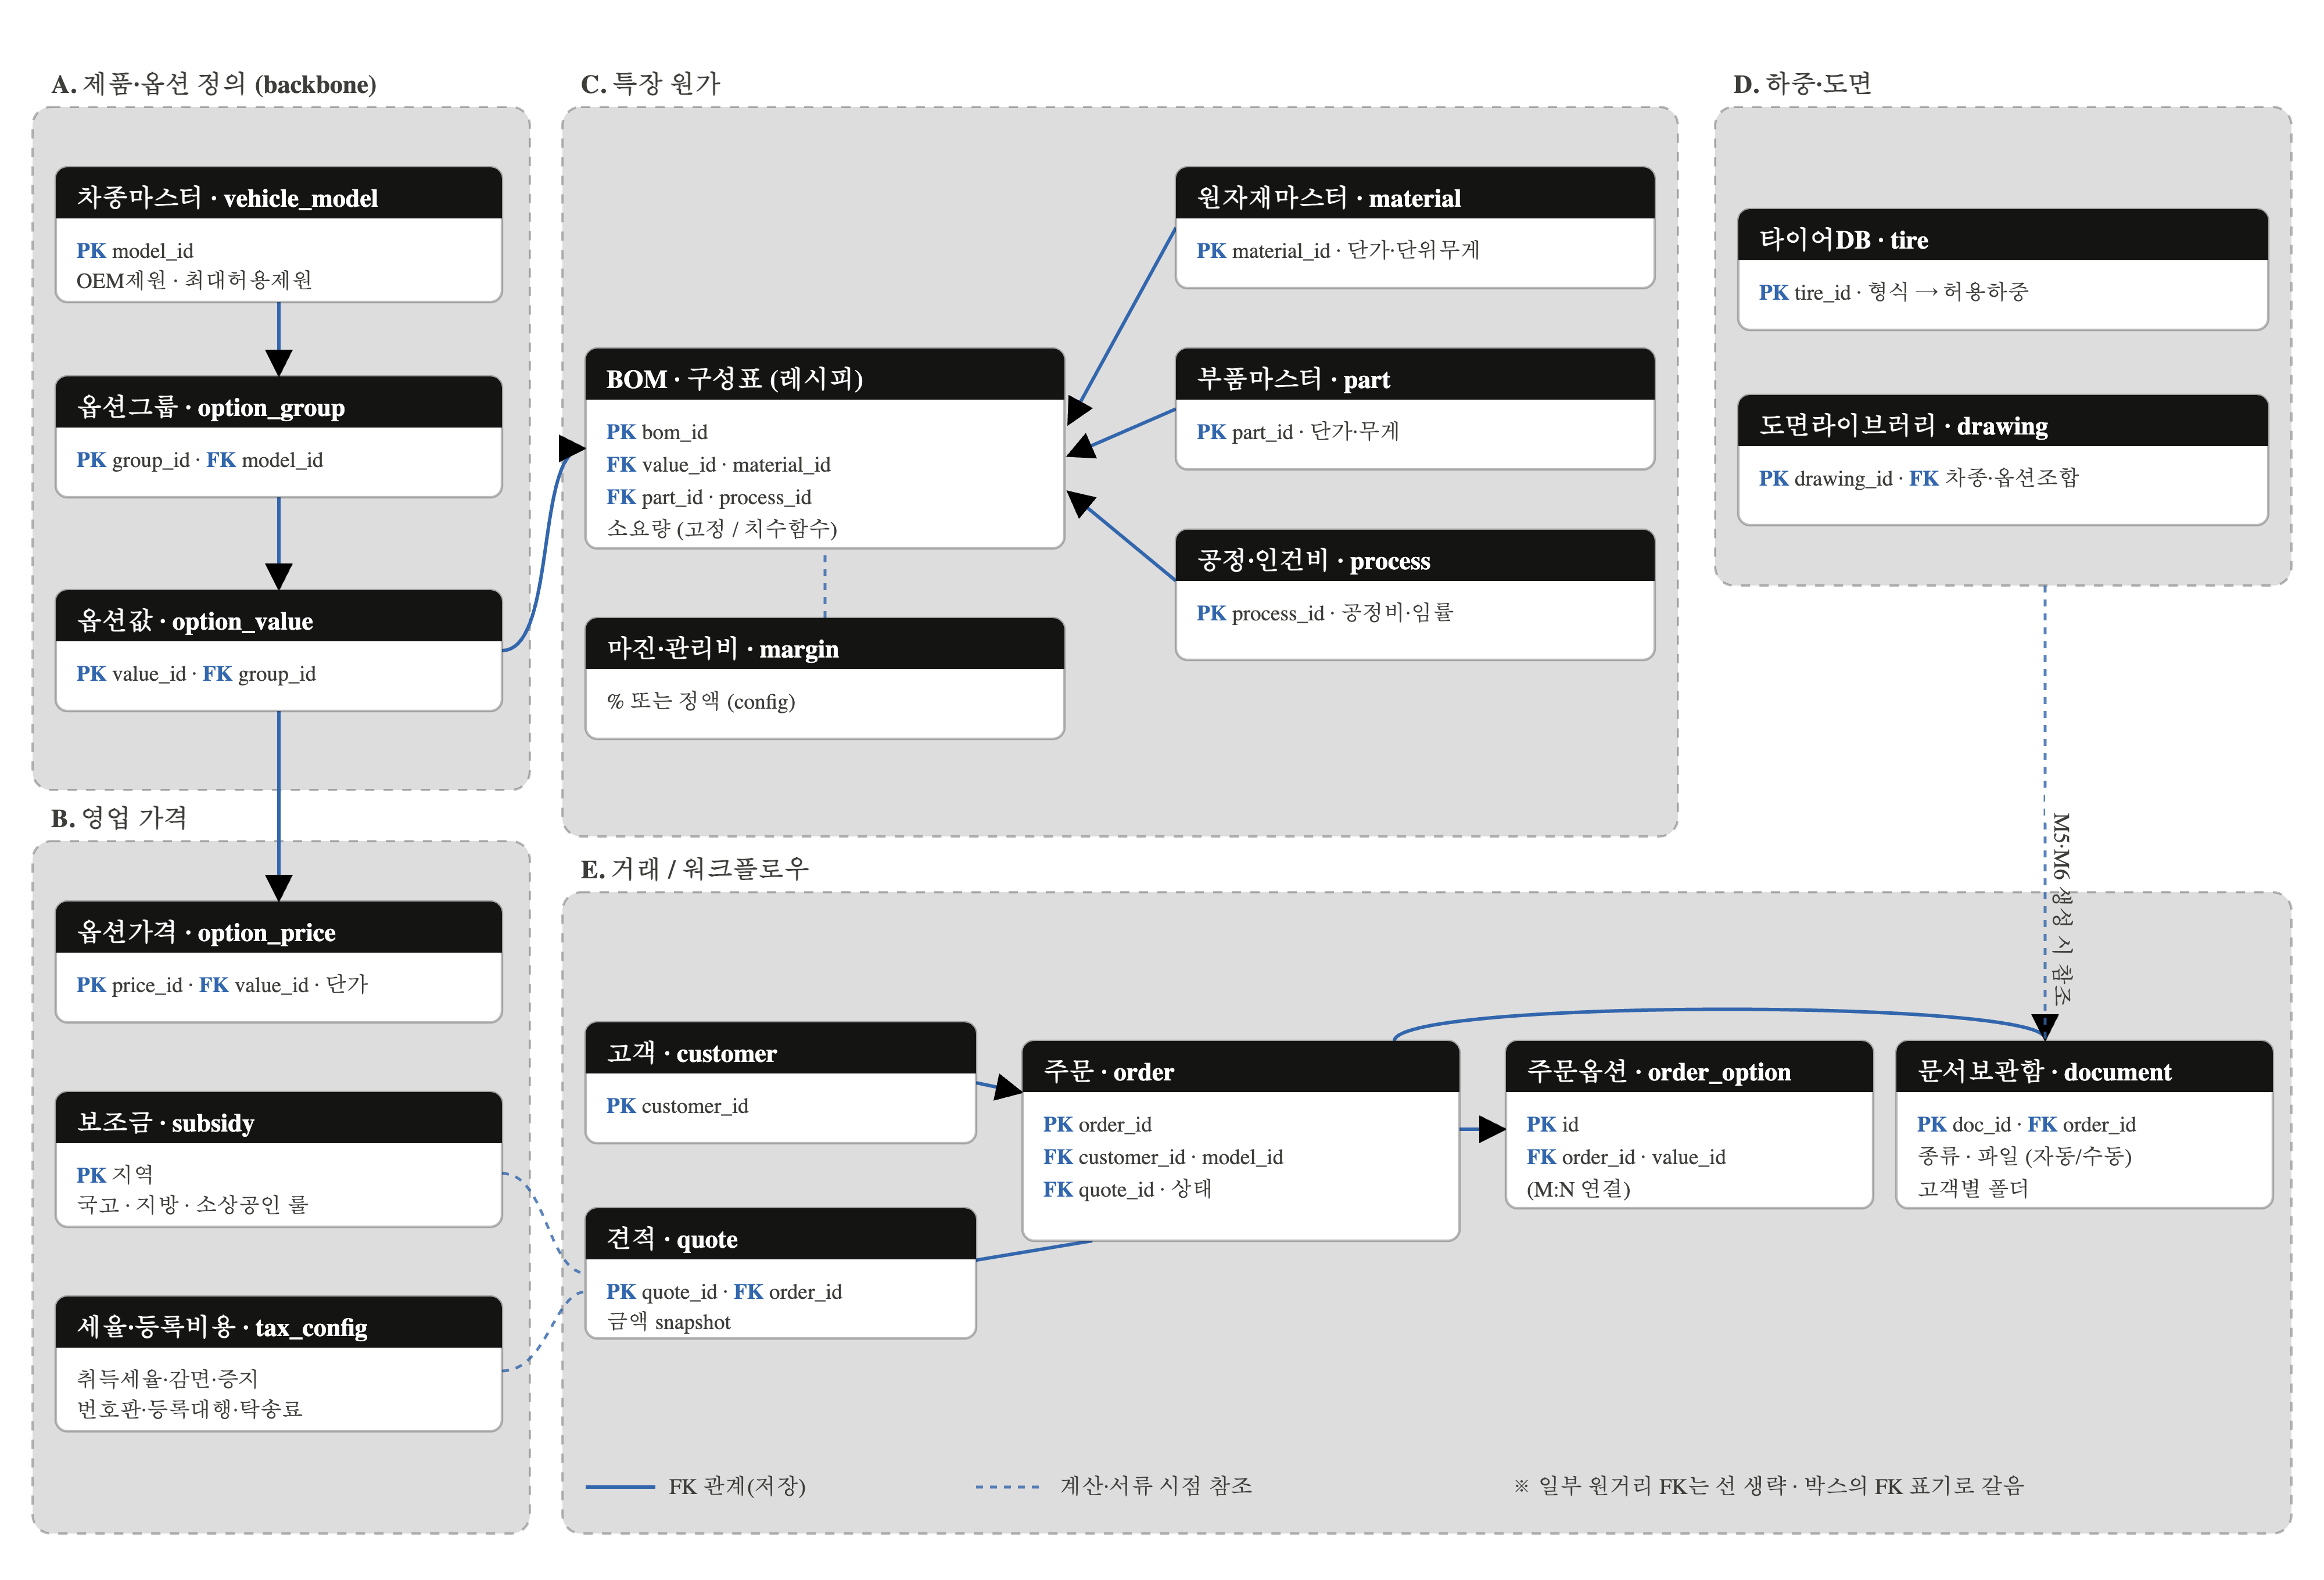 A. 제품·옵션 정의 (backbone)
차종마스터 · vehicle_model
PK model_id
OEM제원 · 최대허용제원
옵션그룹 · option_group
PK group_id · FK model_id
옵션값 · option_value
PK value_id · FK group_id
B. 영업 가격
옵션가격 · option_price
PK price_id · FK value_id · 단가
보조금 · subsidy
PK 지역
국고 · 지방 · 소상공인 룰
세율·등록비용 · tax_config
취득세율·감면·증지
번호판·등록대행·탁송료
C. 특장 원가
BOM · 구성표 (레시피)
PK bom_id
FK value_id · material_id
FK part_id · process_id
소요량 (고정 / 치수함수)
마진·관리비 · margin
% 또는 정액 (config)
원자재마스터 · material
PK material_id · 단가·단위무게
부품마스터 · part
PK part_id · 단가·무게
공정·인건비 · process
PK process_id · 공정비·임률
D. 하중·도면
타이어DB · tire
PK tire_id · 형식 → 허용하중
도면라이브러리 · drawing
PK drawing_id · FK 차종·옵션조합
M5·M6 생성 시 참조
E. 거래 / 워크플로우
고객 · customer
PK customer_id
견적 · quote
PK quote_id · FK order_id
금액 snapshot
주문 · order
PK order_id
FK customer_id · model_id
FK quote_id · 상태
주문옵션 · order_option
PK id
FK order_id · value_id
(M:N 연결)
문서보관함 · document
PK doc_id · FK order_id
종류 · 파일 (자동/수동)
고객별 폴더
FK 관계(저장)
계산·서류 시점 참조
※ 일부 원거리 FK는 선 생략 · 박스의 FK 표기로 갈음